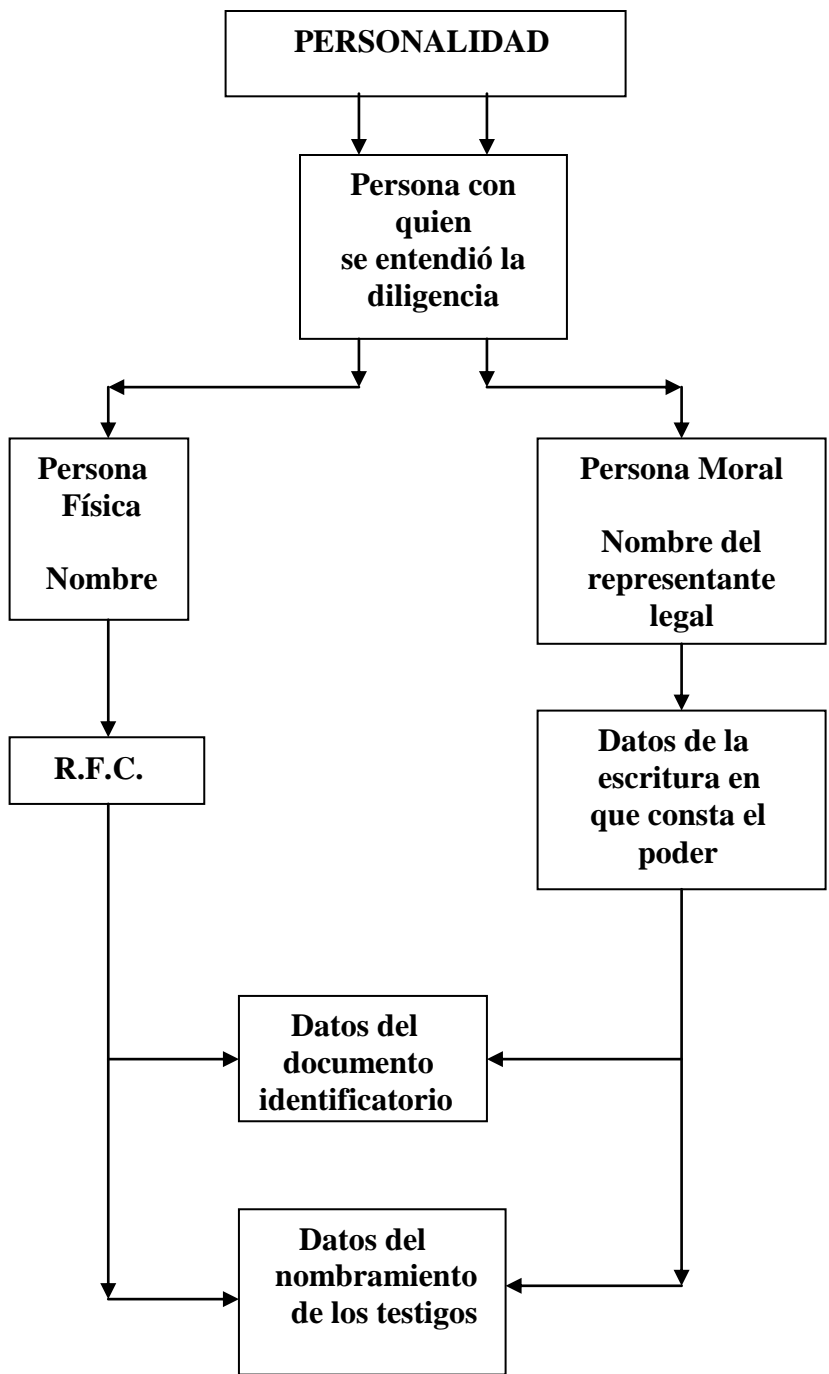 PERSONALIDAD
Persona con
quien
se entendió la
diligencia
Persona
Física
Nombre
Persona Moral
Nombre del
representante
legal
R.F.C.
Datos de la
escritura en
que consta el
poder
Datos del
documento
identificatorio
Datos del
nombramiento
de los testigos